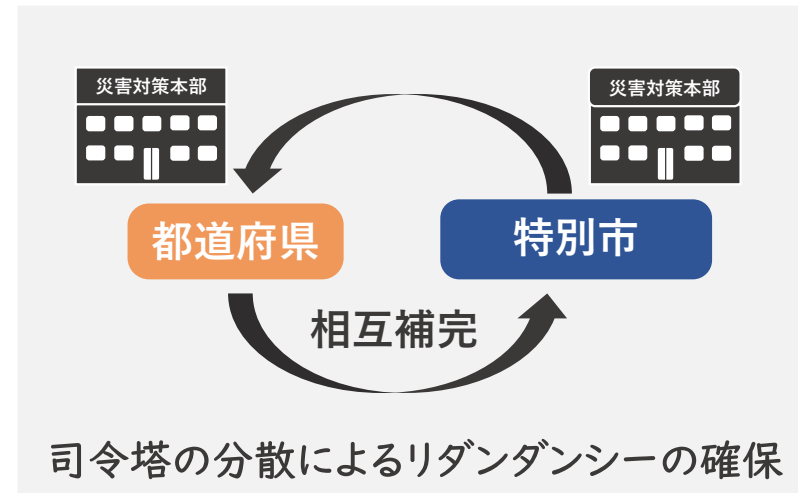 災害対策本部
災害対策本部
都道府県
特別市
相互補完
司令塔の分散によるリダンダンシーの確保